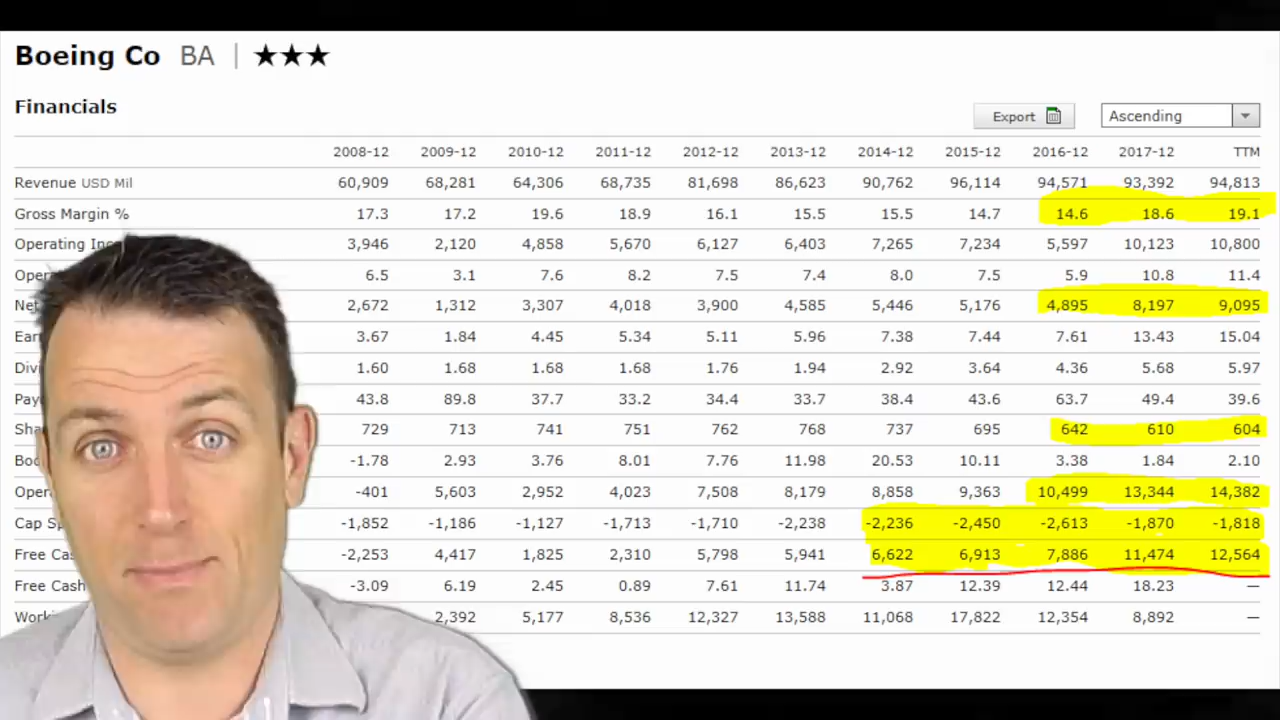 Boeing Co BA | ★★★
Financials
Export Ascending
2008-12 2009-12 2010-12 2011-12 2012-12 2013-12 2014-12 2015-12 2016-12 2017-12 TTM
Revenue USD Mil 60,909 68,281 64,306 68,735 81,698 86,623 90,762 96,114 94,571 93,392 94,813
Gross Margin % 17.3 17.2 19.6 18.9 16.1 15.5 15.5 14.7 14.6 18.6 19.1
Operating Inc 3,946 2,120 4,858 5,670 6,127 6,403 7,265 7,234 5,597 10,123 10,800
Oper 6.5 3.1 7.6 8.2 7.5 7.4 8.0 7.5 5.9 10.8 11.4
Net 2,672 1,312 3,307 4,018 3,900 4,585 5,446 5,176 4,895 8,197 9,095
Earn 3.67 1.84 4.45 5.34 5.11 5.96 7.38 7.44 7.61 13.43 15.04
Divi 1.60 1.68 1.68 1.68 1.76 1.94 2.92 3.64 4.36 5.68 5.97
Pay 43.8 89.8 37.7 33.2 34.4 33.7 38.4 43.6 63.7 49.4 39.6
Sha 729 713 741 751 762 768 737 695 642 610 604
Boo -1.78 2.93 3.76 8.01 7.76 11.98 20.53 10.11 3.38 1.84 2.10
Oper -401 5,603 2,952 4,023 7,508 8,179 8,858 9,363 10,499 13,344 14,382
Cap Sp -1,852 -1,186 -1,127 -1,713 -1,710 -2,238 -2,236 -2,450 -2,613 -1,870 -1,818
Free Cas -2,253 4,417 1,825 2,310 5,798 5,941 6,622 6,913 7,886 11,474 12,564
Free Cash -3.09 6.19 2.45 0.89 7.61 11.74 3.87 12.39 12.44 18.23 —
Worki 2,392 5,177 8,536 12,327 13,588 11,068 17,822 12,354 8,892 —